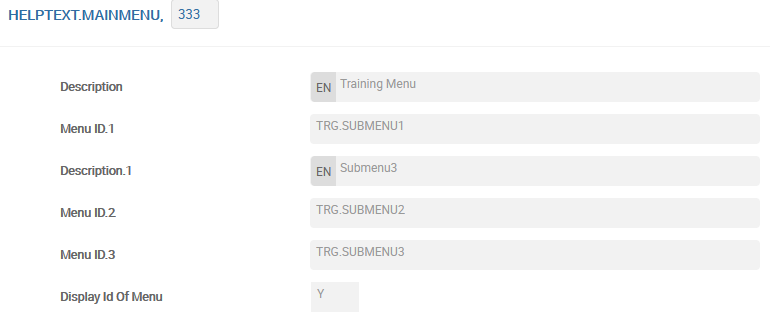 HELPTEXT.MAINMENU, 333
Description EN Training Menu
Menu ID.1 TRG.SUBMENU1
Description.1 EN Submenu3
Menu ID.2 TRG.SUBMENU2
Menu ID.3 TRG.SUBMENU3
Display Id Of Menu Y